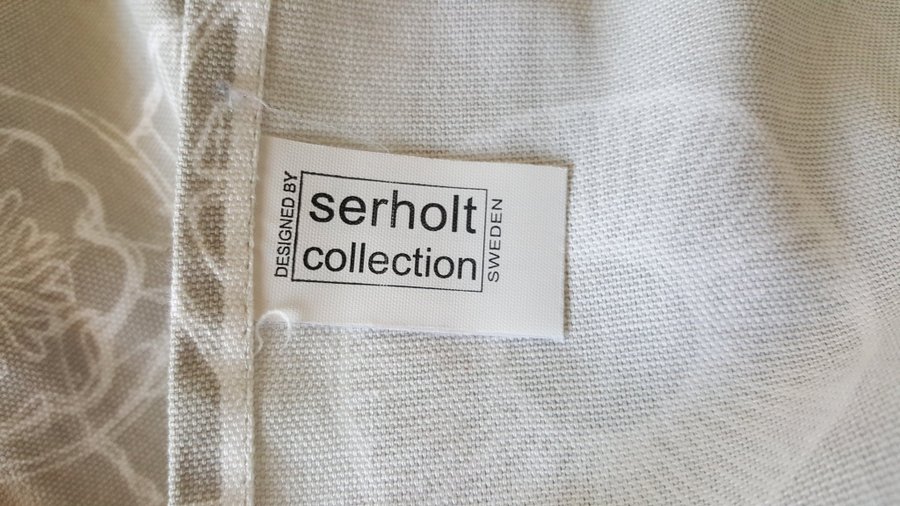 DESIGNED BY
serholt
collection
SWEDEN